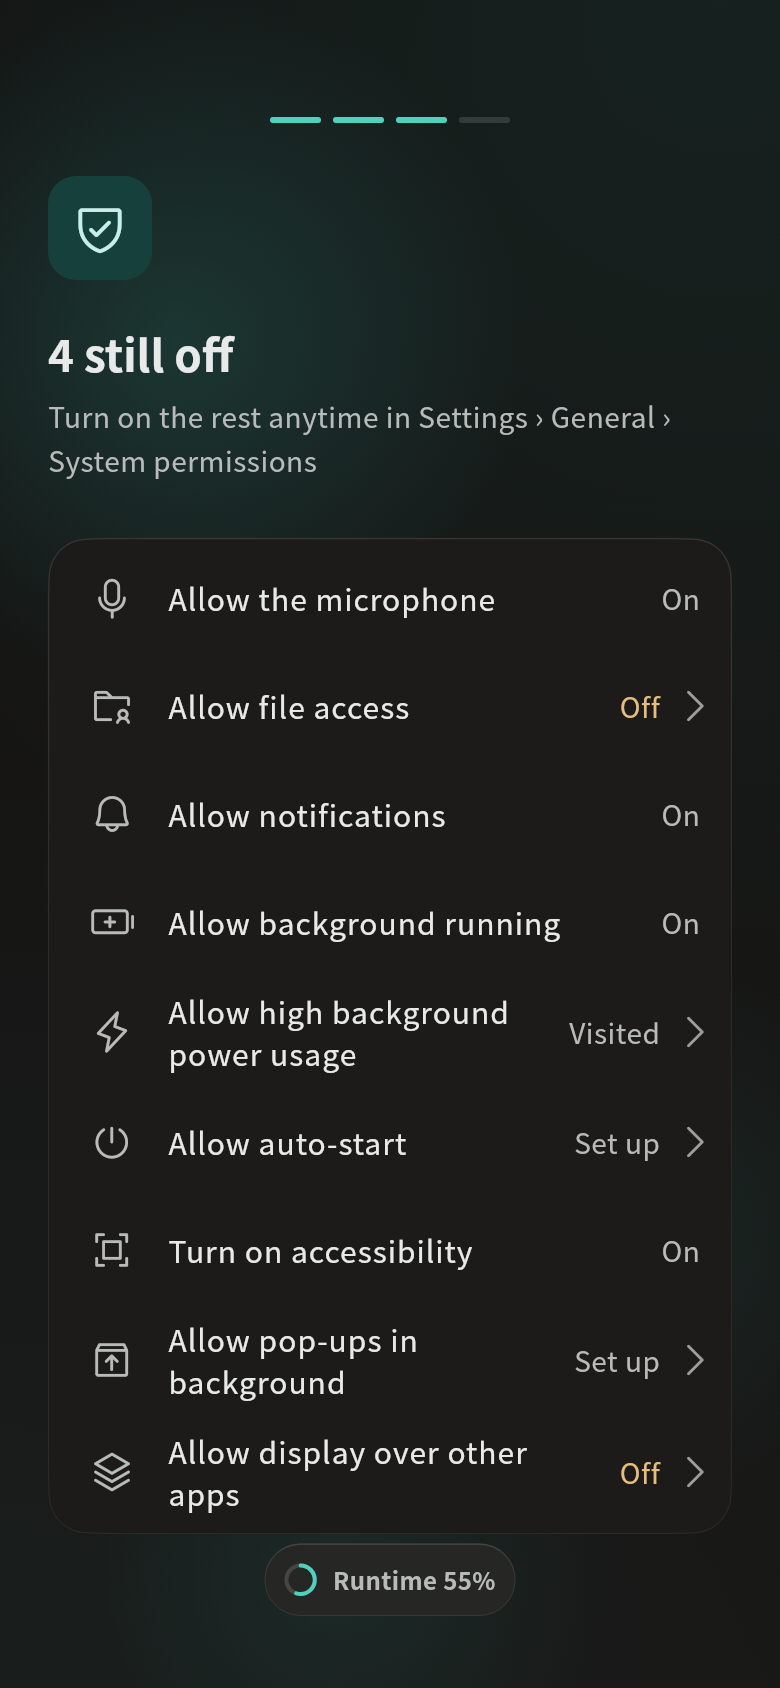 4 still off
Turn on the rest anytime in Settings › General ›
System permissions
Allow the microphone
On
Allow file access
Off
Allow notifications
On
Allow background running
On
Allow high background
power usage
Visited
Allow auto-start
Set up
Turn on accessibility
On
Allow pop-ups in
background
Set up
Allow display over other
apps
Off
Runtime 55%